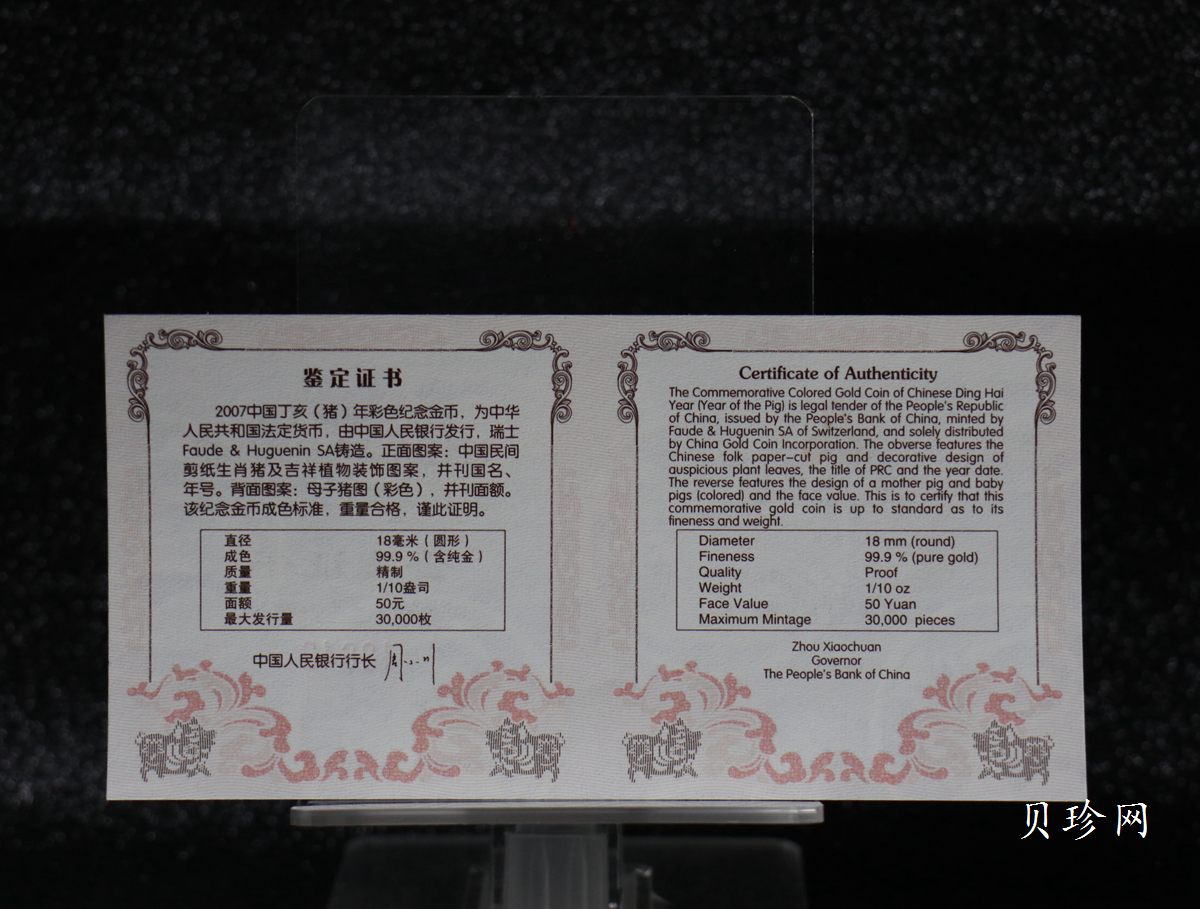 鉴定证书
2007中国丁亥（猪）年彩色纪念金币，为中华
人民共和国法定货币，由中国人民银行发行，瑞士
Faude & Huguenin SA铸造。正面图案：中国民间
剪纸生肖猪及吉祥植物装饰图案，并刊国名、
年号。背面图案：母子猪图（彩色），并刊面额。
该纪念金币成色标准，重量合格，谨此证明。
直径 18毫米（圆形）
成色 99.9 %（含纯金）
质量 精制
重量 1/10盎司
面额 50元
最大发行量 30,000枚
中国人民银行行长 周小川
Certificate of Authenticity
The Commemorative Colored Gold Coin of Chinese Ding Hai
Year (Year of the Pig) is legal tender of the People's Republic
of China, issued by the People's Bank of China, minted by
Faude & Huguenin SA of Switzerland, and solely distributed
by China Gold Coin Incorporation. The obverse features the
Chinese folk paper-cut pig and decorative design of
auspicious plant leaves, the title of PRC and the year date.
The reverse features the design of a mother pig and baby
pigs (colored) and the face value. This is to certify that this
commemorative gold coin is up to standard as to its
fineness and weight.
Diameter 18 mm (round)
Fineness 99.9 % (pure gold)
Quality Proof
Weight 1/10 oz
Face Value 50 Yuan
Maximum Mintage 30,000 pieces
Zhou Xiaochuan
Governor
The People's Bank of China
贝珍网